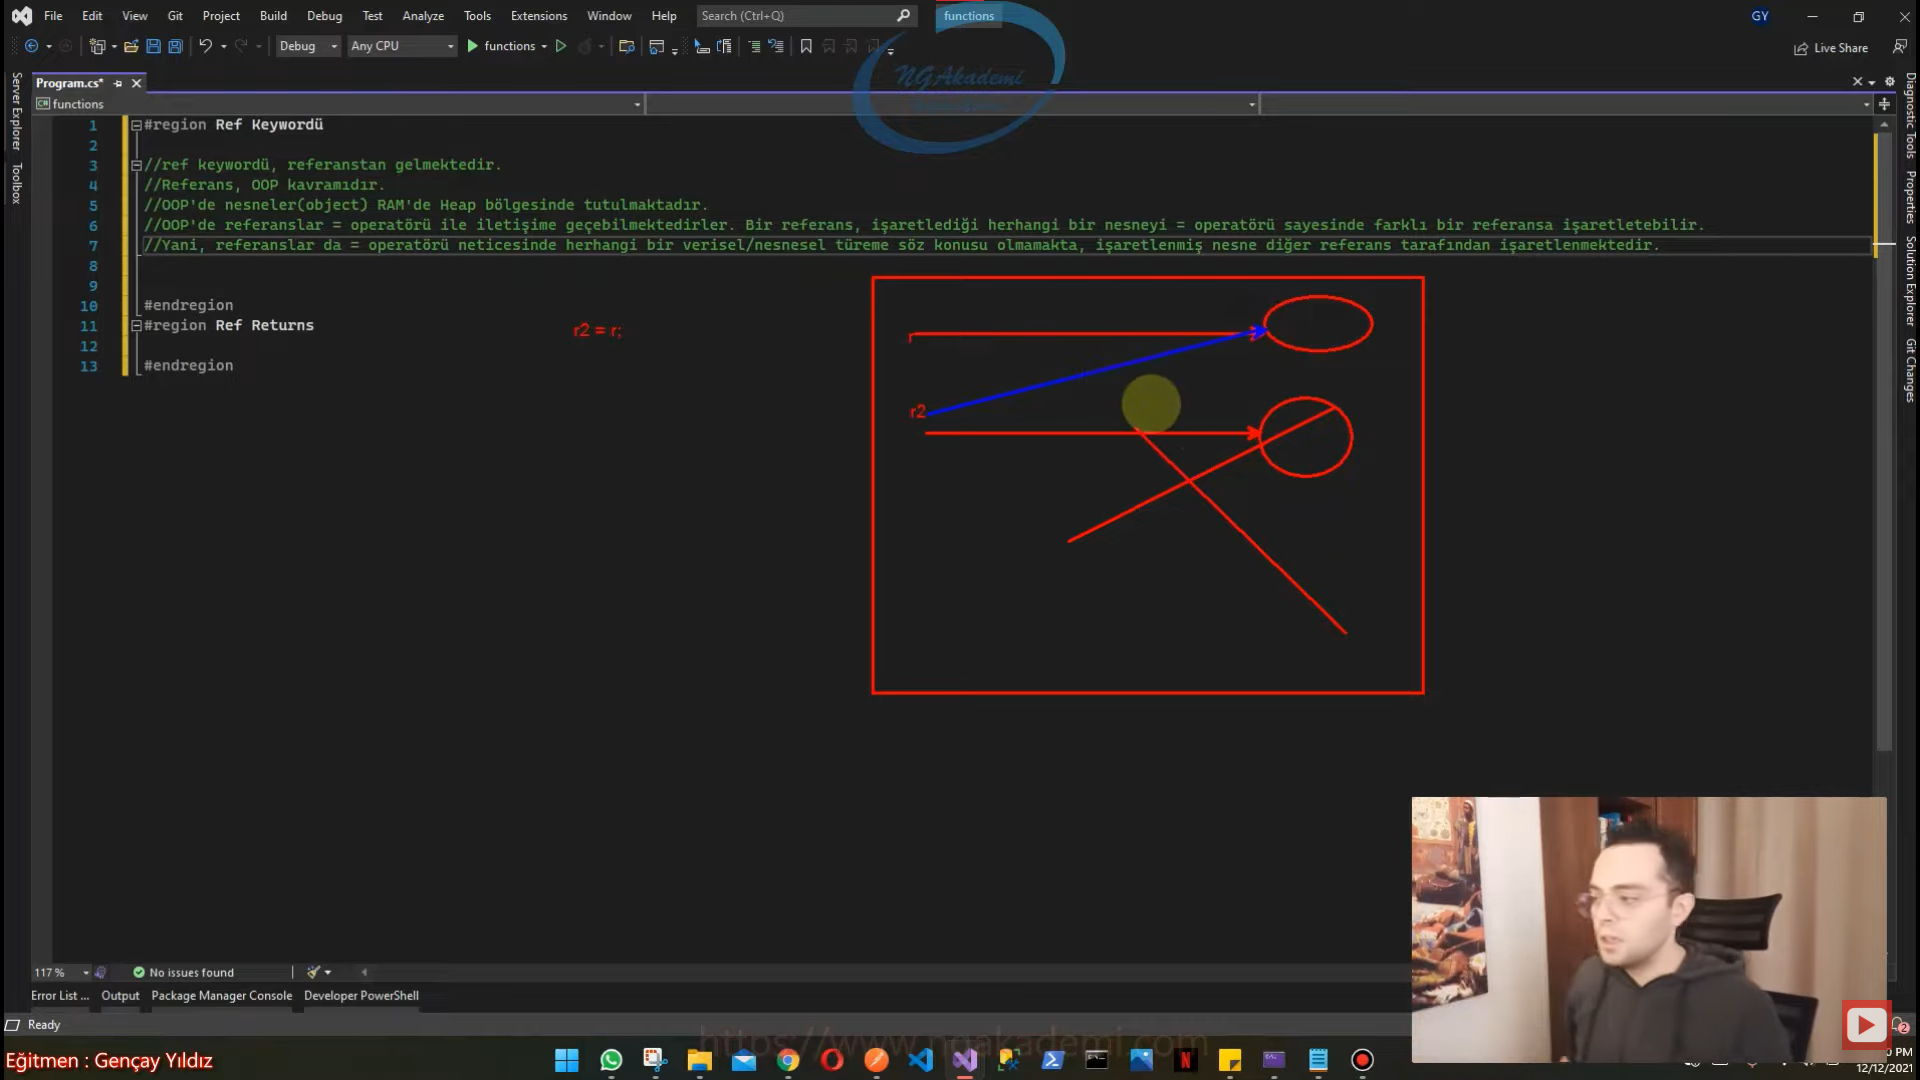 File Edit View Git Project Build Debug Test Analyze Tools Extensions Window Help Search (Ctrl+Q) functions GY
Debug Any CPU functions Live Share
Program.cs*
functions
NGAkademi
Server Explorer
Toolbox
Diagnostic Tools
Properties
Solution Explorer
Git Changes
1 #region Ref Keywordü
2
3 //ref keywordü, referanstan gelmektedir.
4 //Referans, OOP kavramıdır.
5 //OOP'de nesneler(object) RAM'de Heap bölgesinde tutulmaktadır.
6 //OOP'de referanslar = operatörü ile iletişime geçebilmektedirler. Bir referans, işaretlediği herhangi bir nesneyi = operatörü sayesinde farklı bir referansa işaretletebilir.
7 //Yani, referanslar da = operatörü neticesinde herhangi bir verisel/nesnesel türeme söz konusu olmamakta, işaretlenmiş nesne diğer referans tarafından işaretlenmektedir.
8
9
10 #endregion
11 #region Ref Returns
12
13 #endregion
r2 = r;
r
r2
117 % No issues found
Error List ... Output Package Manager Console Developer PowerShell
Ready
https://www.ngakademi.com
Eğitmen : Gençay Yıldız
PM
12/12/2021